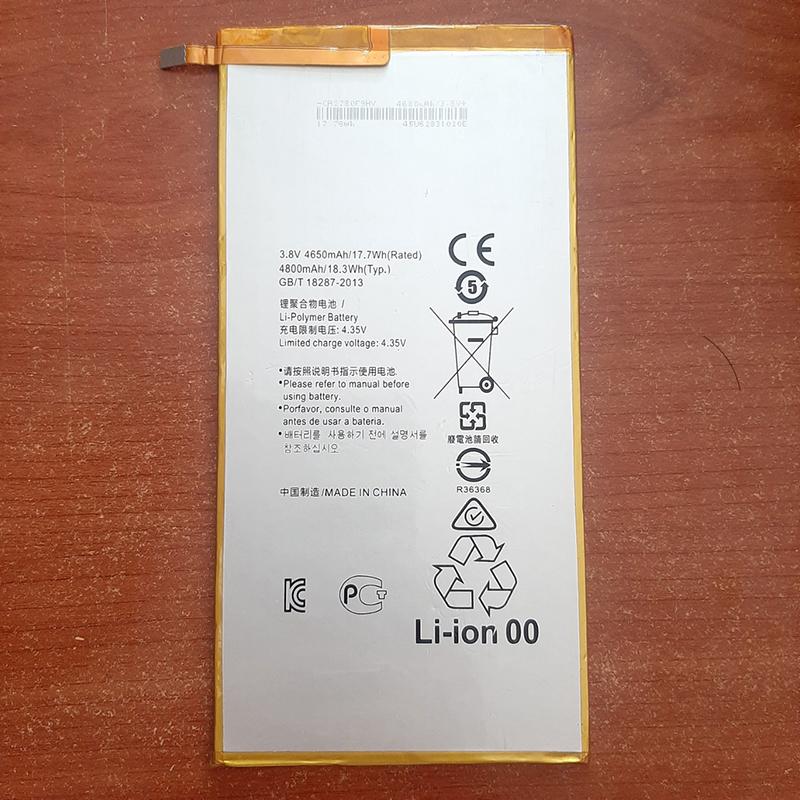 3.8V 4650mAh/17.7Wh(Rated)
4800mAh/18.3Wh(Typ.)
GB/T 18287-2013
锂聚合物电池 /
Li-Polymer Battery
充电限制电压: 4.35V
Limited charge voltage: 4.35V
•请按照说明书指示使用电池.
•Please refer to manual before
using battery.
•Porfavor, consulte o manual
antes de usar a bateria.
•배터리를 사용하기 전에 설명서를
참조하십시오
中国制造/MADE IN CHINA
CE
5
廢電池請回收
R36368
PCT
Li-ion 00